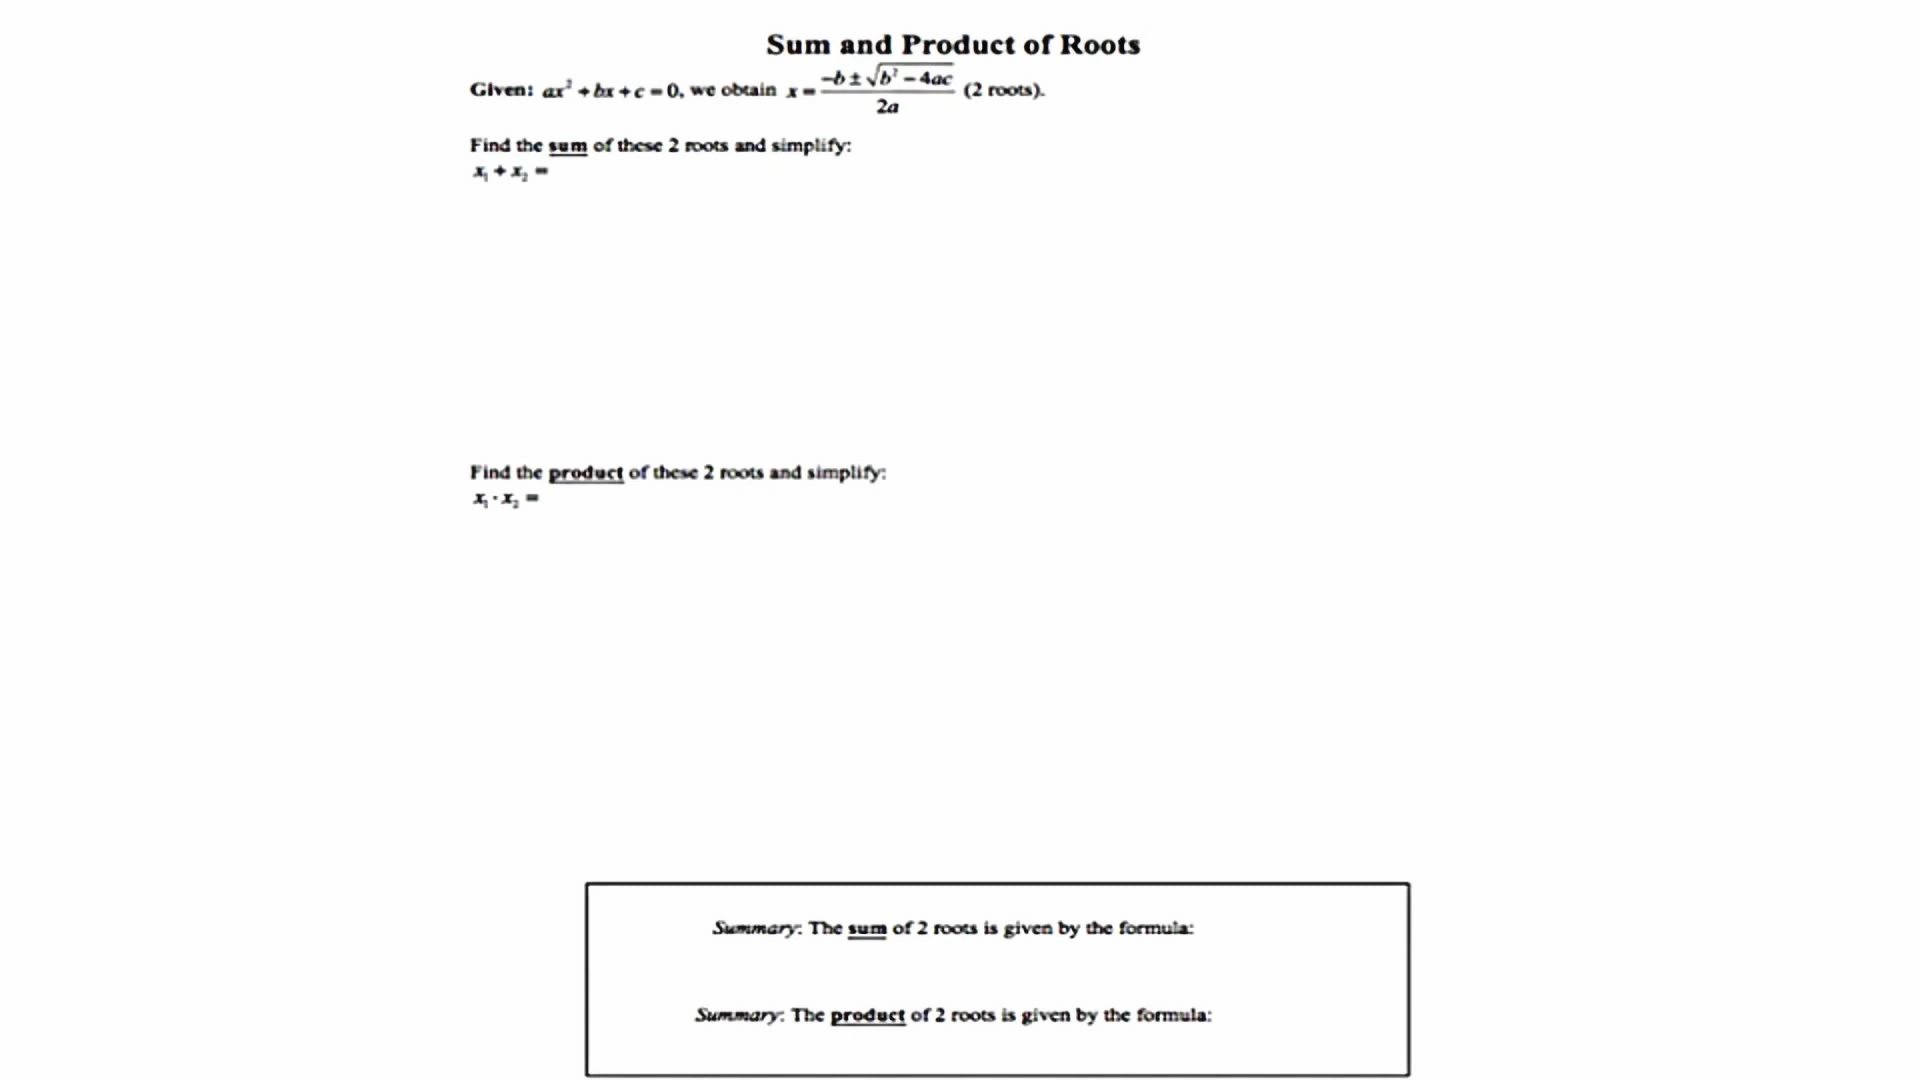 Sum and Product of Roots
Given: ax² + bx + c = 0, we obtain x = (-b ± √(b² - 4ac)) / 2a (2 roots).
Find the sum of these 2 roots and simplify:
x₁ + x₂ =
Find the product of these 2 roots and simplify:
x₁ · x₂ =
Summary: The sum of 2 roots is given by the formula:
Summary: The product of 2 roots is given by the formula: